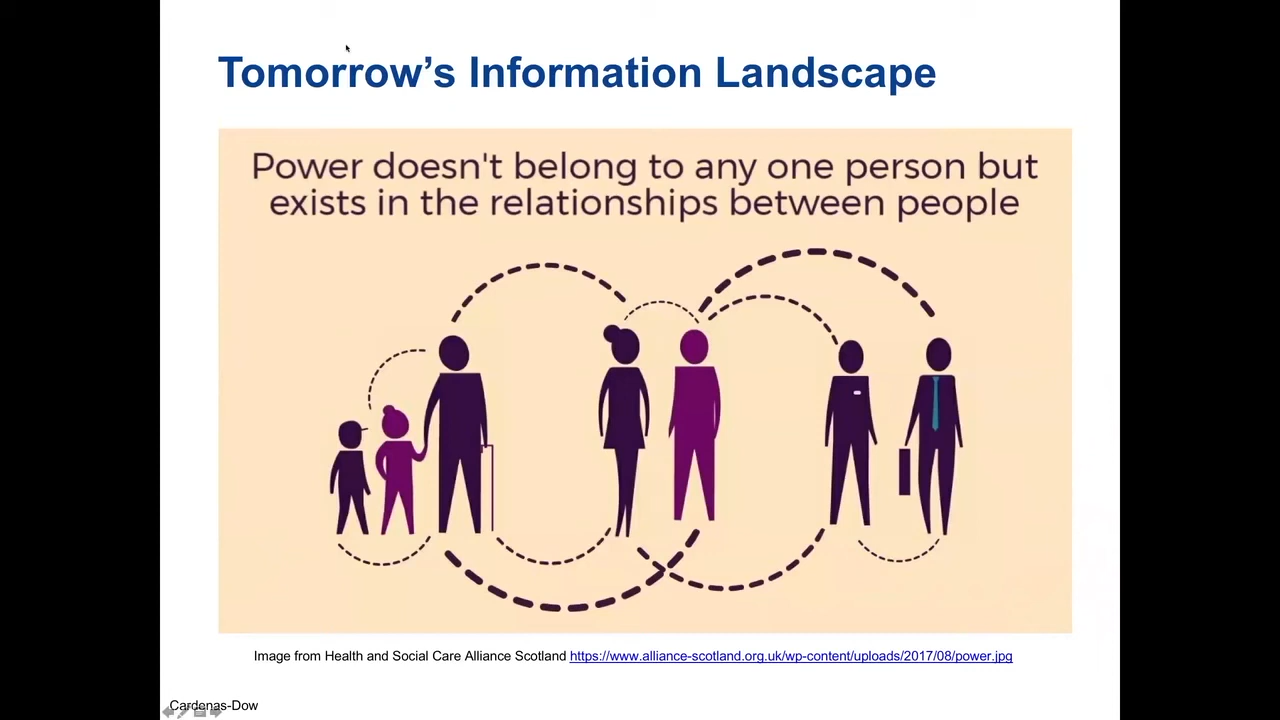 Tomorrow’s Information Landscape
Power doesn't belong to any one person but
exists in the relationships between people
Image from Health and Social Care Alliance Scotland https://www.alliance-scotland.org.uk/wp-content/uploads/2017/08/power.jpg
Cardenas-Dow